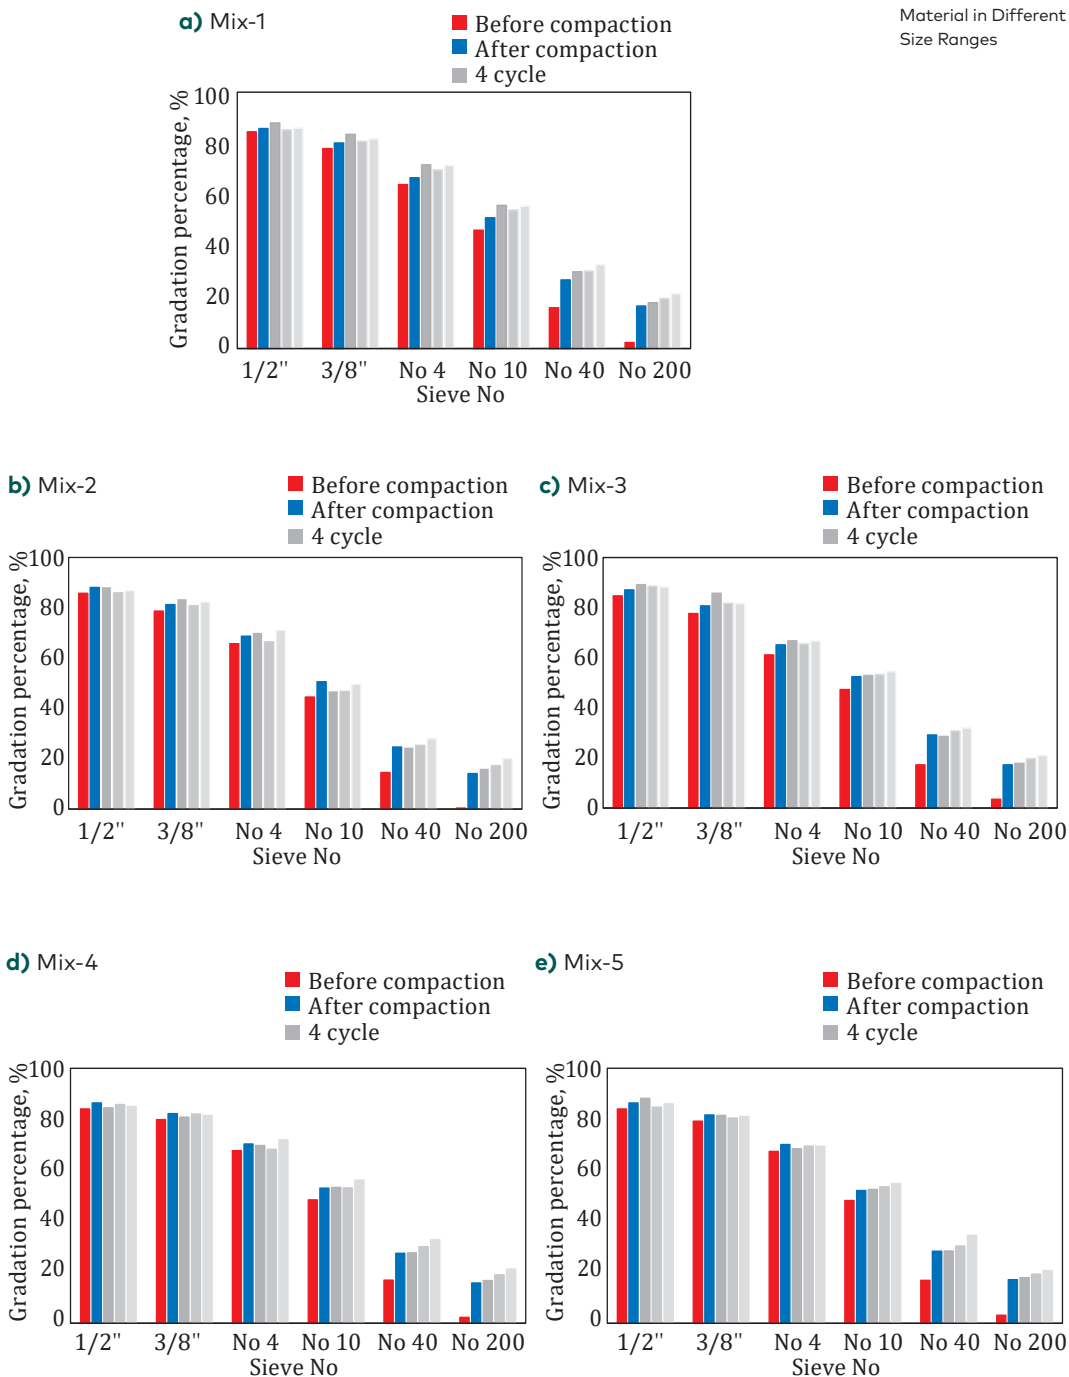 Material in Different
Size Ranges
a) Mix-1
Before compaction
After compaction
4 cycle
Gradation percentage, %
100
80
60
40
20
0
1/2" 3/8" No 4 No 10 No 40 No 200
Sieve No
b) Mix-2
Before compaction
After compaction
4 cycle
Gradation percentage, %
100
80
60
40
20
0
1/2" 3/8" No 4 No 10 No 40 No 200
Sieve No
c) Mix-3
Before compaction
After compaction
4 cycle
Gradation percentage, %
100
80
60
40
20
0
1/2" 3/8" No 4 No 10 No 40 No 200
Sieve No
d) Mix-4
Before compaction
After compaction
4 cycle
Gradation percentage, %
100
80
60
40
20
0
1/2" 3/8" No 4 No 10 No 40 No 200
Sieve No
e) Mix-5
Before compaction
After compaction
4 cycle
Gradation percentage, %
100
80
60
40
20
0
1/2" 3/8" No 4 No 10 No 40 No 200
Sieve No